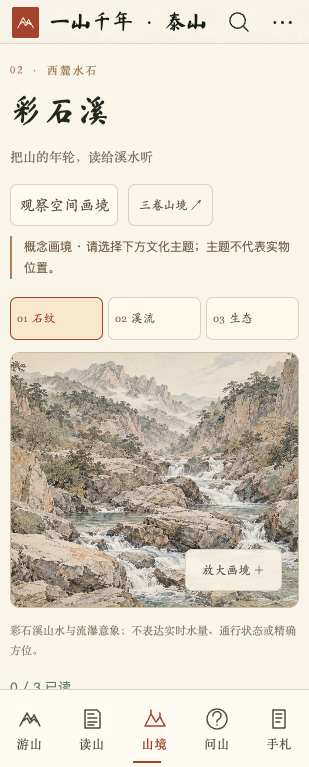 一山千年 · 泰山
02 · 西麓水石
彩石溪
把山的年轮，读给溪水听
观察空间画境
三卷山境 ↗
概念画境 · 请选择下方文化主题；主题不代表实物
位置。
01 石纹
02 溪流
03 生态
放大画境 ＋
彩石溪山水与流瀑意象；不表达实时水量、通行状态或精确
方位。
0 / 3 已读
游山
读山
山境
问山
手札